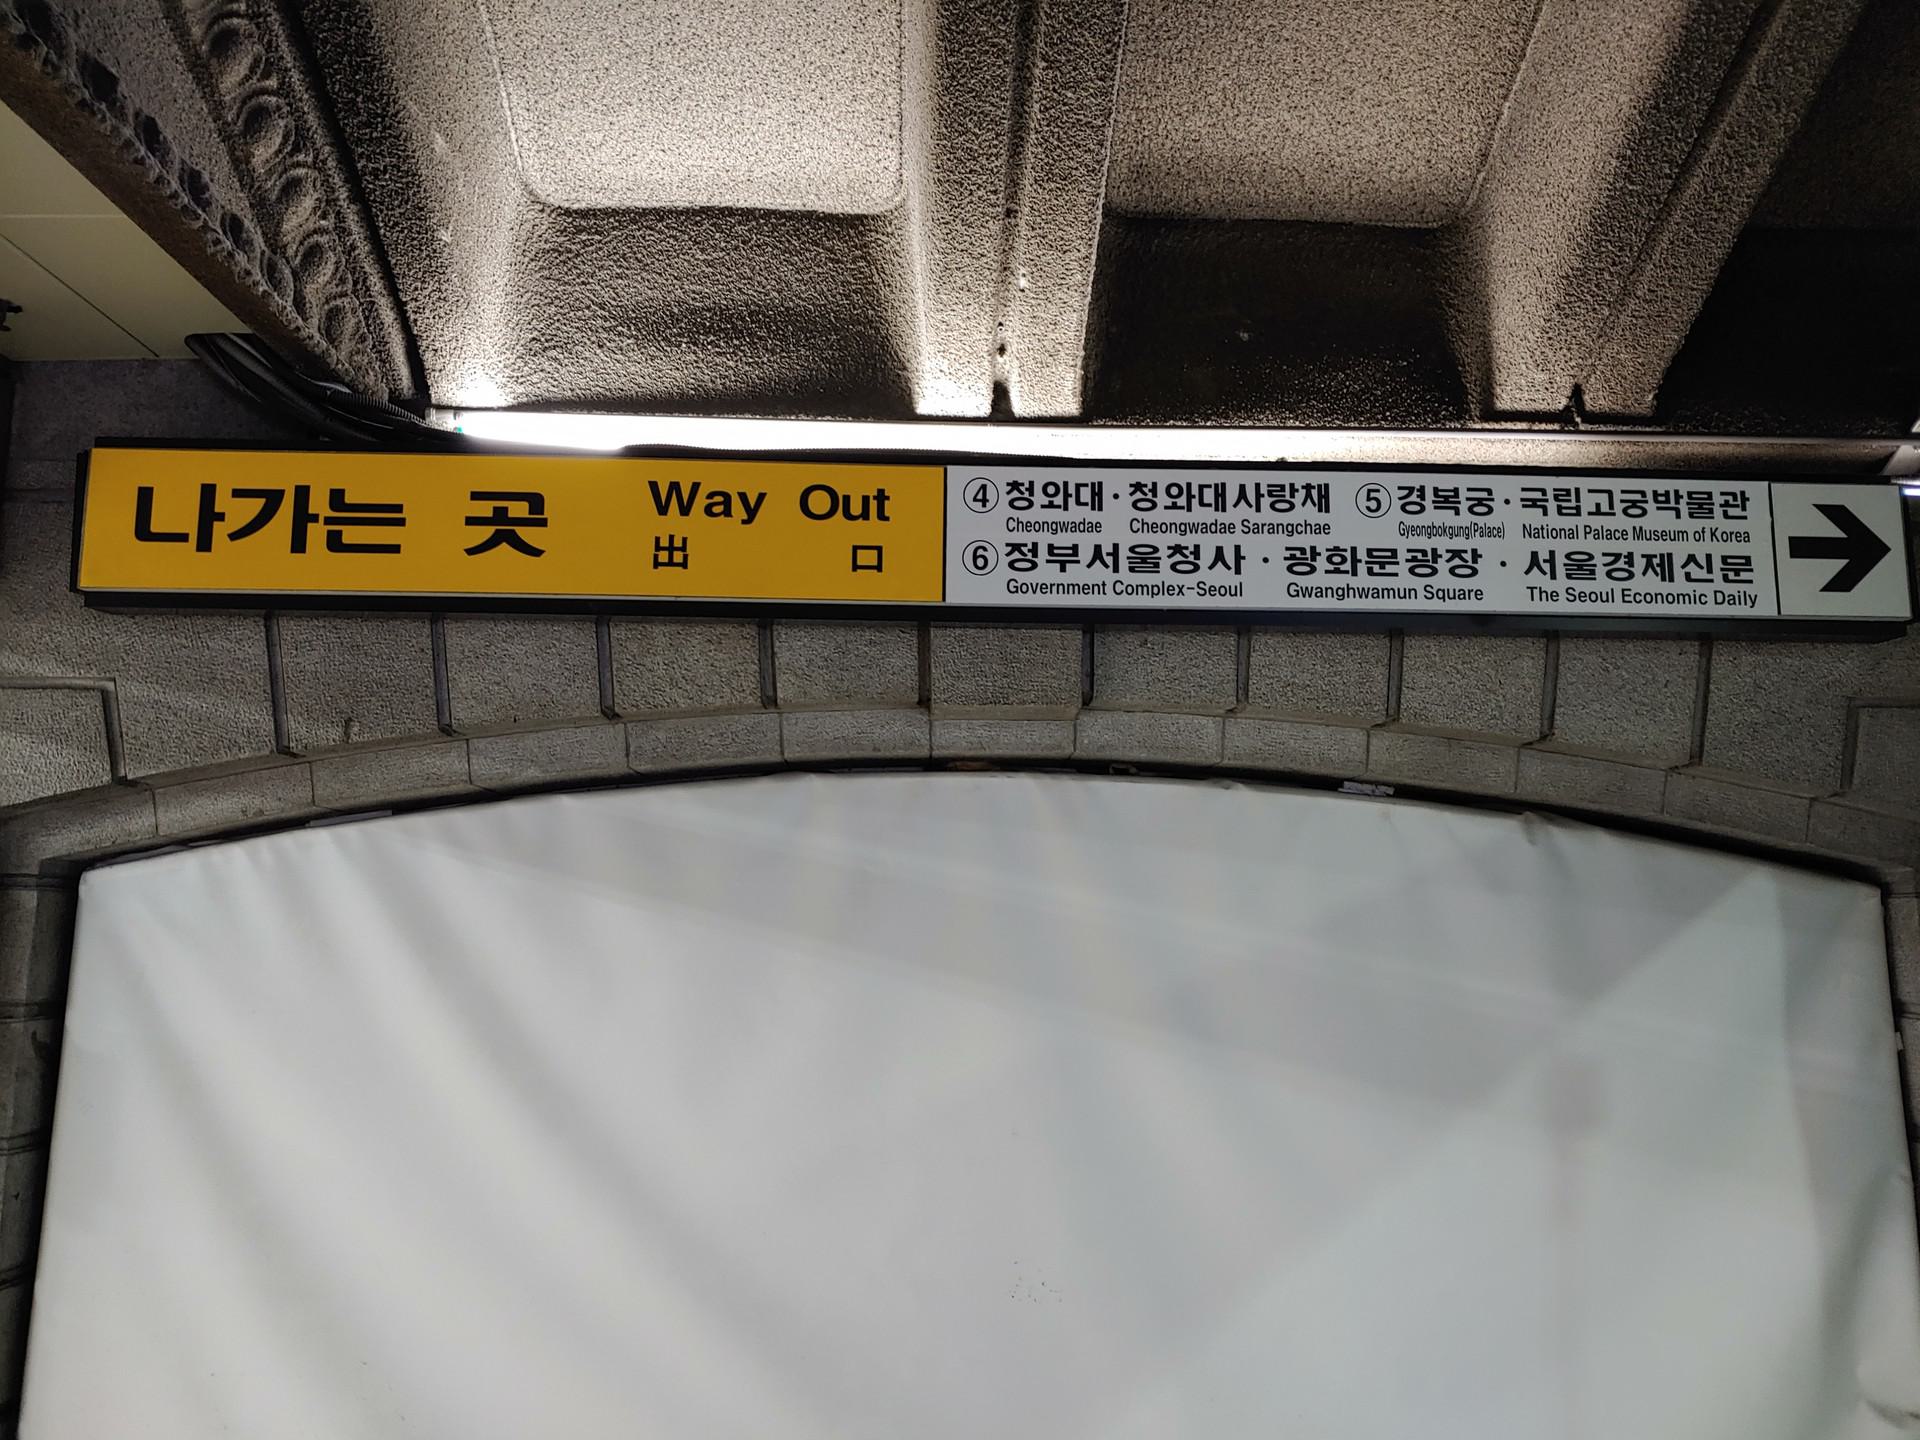 나가는 곳
Way Out
出 口
④ 청와대 · 청와대사랑채 ⑤ 경복궁 · 국립고궁박물관
Cheongwadae Cheongwadae Sarangchae Gyeongbokgung(Palace) National Palace Museum of Korea
⑥ 정부서울청사 · 광화문광장 · 서울경제신문
Government Complex-Seoul Gwanghwamun Square The Seoul Economic Daily